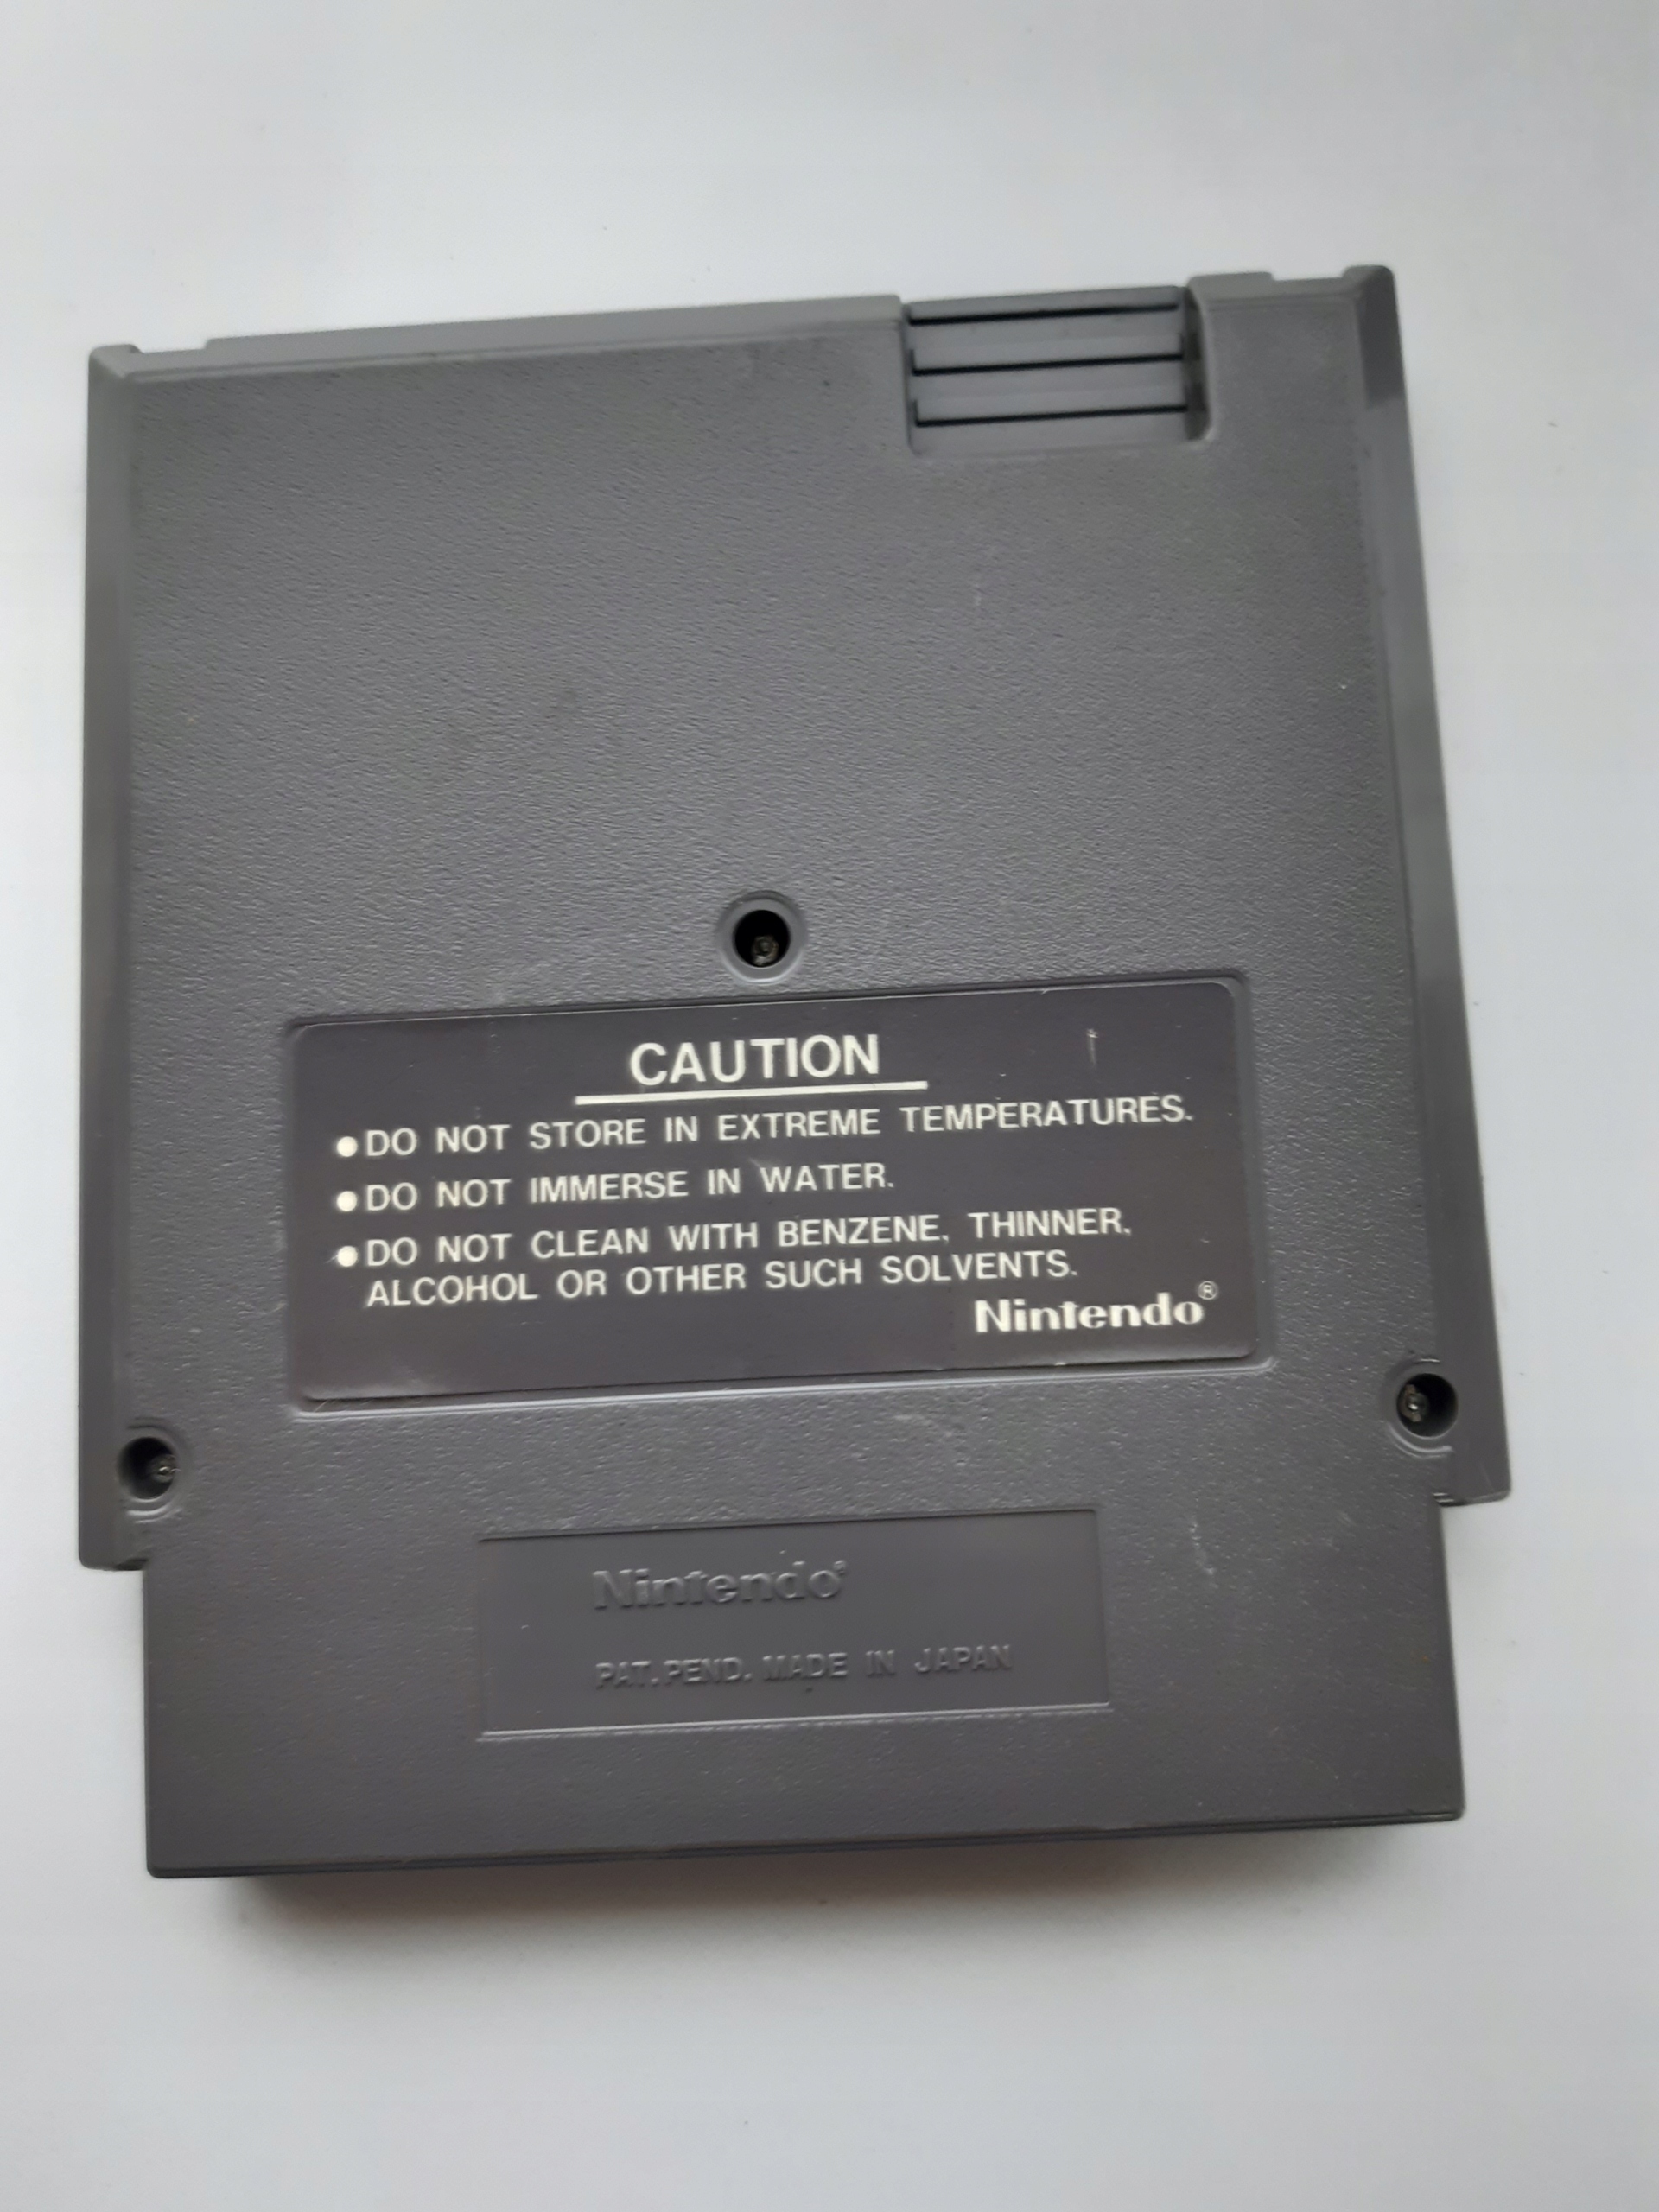 CAUTION
●DO NOT STORE IN EXTREME TEMPERATURES.
●DO NOT IMMERSE IN WATER.
●DO NOT CLEAN WITH BENZENE, THINNER,
ALCOHOL OR OTHER SUCH SOLVENTS.
Nintendo®
Nintendo®
PAT. PEND. MADE IN JAPAN